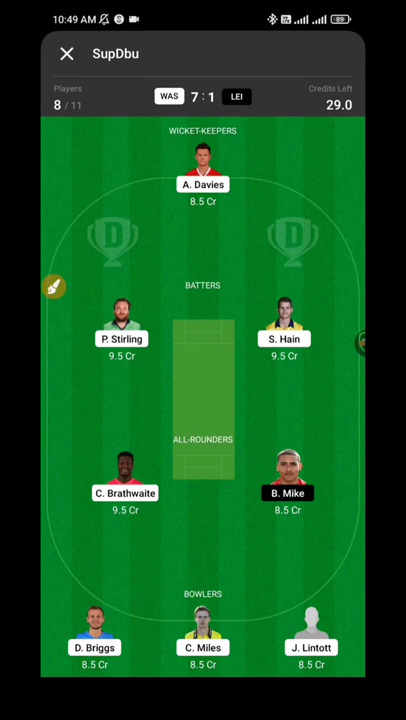 10:49 AM
89
SupDbu
Players
8 / 11
WAS 7 : 1 LEI
Credits Left
29.0
WICKET-KEEPERS
A. Davies
8.5 Cr
D D
BATTERS
P. Stirling S. Hain
9.5 Cr 9.5 Cr
ALL-ROUNDERS
C. Brathwaite B. Mike
9.5 Cr 8.5 Cr
BOWLERS
D. Briggs C. Miles J. Lintott
8.5 Cr 8.5 Cr 8.5 Cr